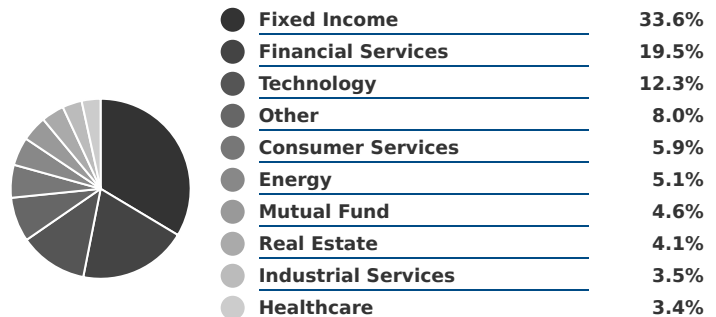 Fixed Income 33.6%
Financial Services 19.5%
Technology 12.3%
Other 8.0%
Consumer Services 5.9%
Energy 5.1%
Mutual Fund 4.6%
Real Estate 4.1%
Industrial Services 3.5%
Healthcare 3.4%